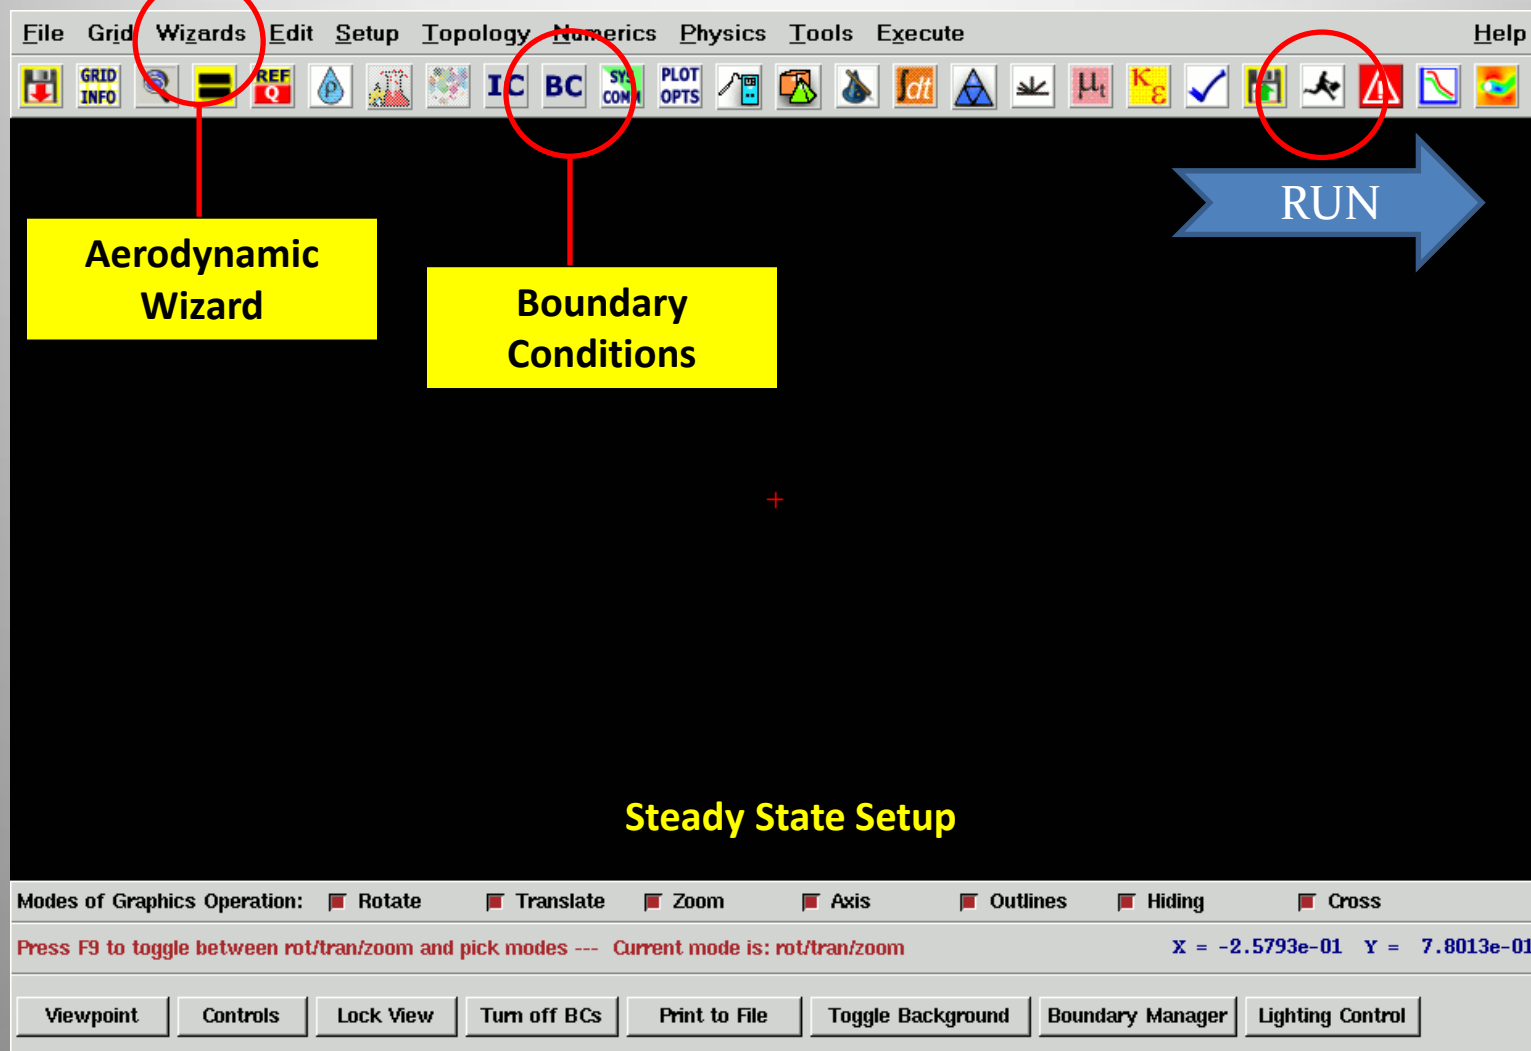 File Grid Wizards Edit Setup Topology Numerics Physics Tools Execute Help
GRID INFO REF Q ρ IC BC SYS COMM PLOT OPTS ∫dt μt K ε
RUN
Aerodynamic
Wizard
Boundary
Conditions
Steady State Setup
Modes of Graphics Operation: Rotate Translate Zoom Axis Outlines Hiding Cross
Press F9 to toggle between rot/tran/zoom and pick modes --- Current mode is: rot/tran/zoom X = -2.5793e-01 Y = 7.8013e-01
Viewpoint Controls Lock View Turn off BCs Print to File Toggle Background Boundary Manager Lighting Control